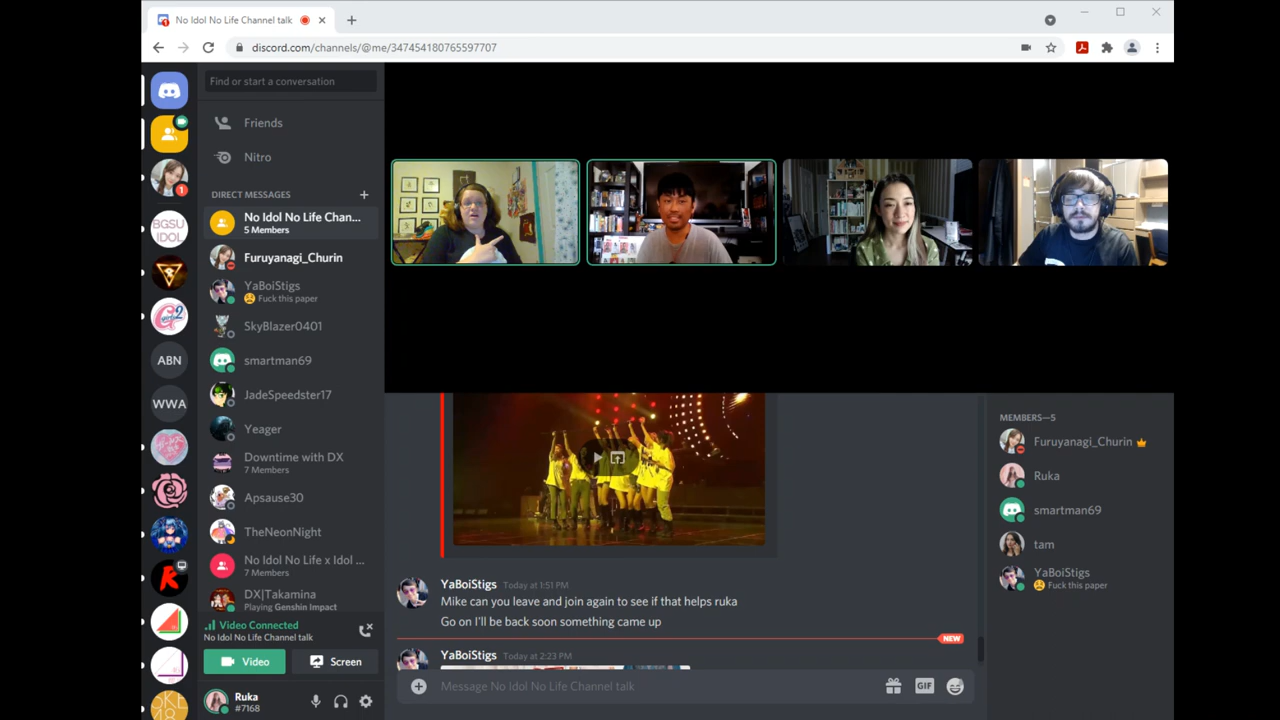 No Idol No Life Channel talk
discord.com/channels/@me/347454180765597707
Find or start a conversation
Friends
Nitro
DIRECT MESSAGES
No Idol No Life Chan...
5 Members
Furuyanagi_Churin
YaBoiStigs
Fuck this paper
SkyBlazer0401
smartman69
JadeSpeedster17
Yeager
Downtime with DX
7 Members
Apsause30
TheNeonNight
No Idol No Life x Idol ...
7 Members
DX|Takamina
Playing Genshin Impact
Video Connected
No Idol No Life Channel talk
Video
Screen
Ruka
#7168
1
BGSU
IDOL
2
ABN
WWA
YaBoiStigs Today at 1:51 PM
Mike can you leave and join again to see if that helps ruka
Go on I'll be back soon something came up
NEW
YaBoiStigs Today at 2:23 PM
Message No Idol No Life Channel talk
GIF
MEMBERS—5
Furuyanagi_Churin
Ruka
smartman69
tam
YaBoiStigs
Fuck this paper